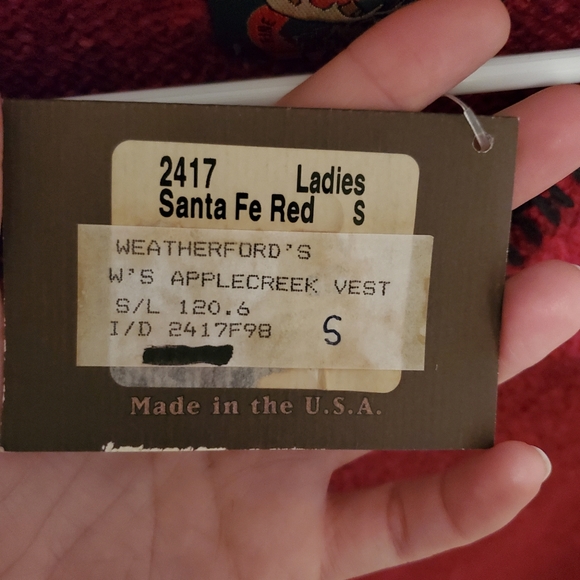 2417 Ladies
Santa Fe Red S
WEATHERFORD'S
W'S APPLECREEK VEST
S/L 120.6
I/D 2417F98 S
Made in the U.S.A.